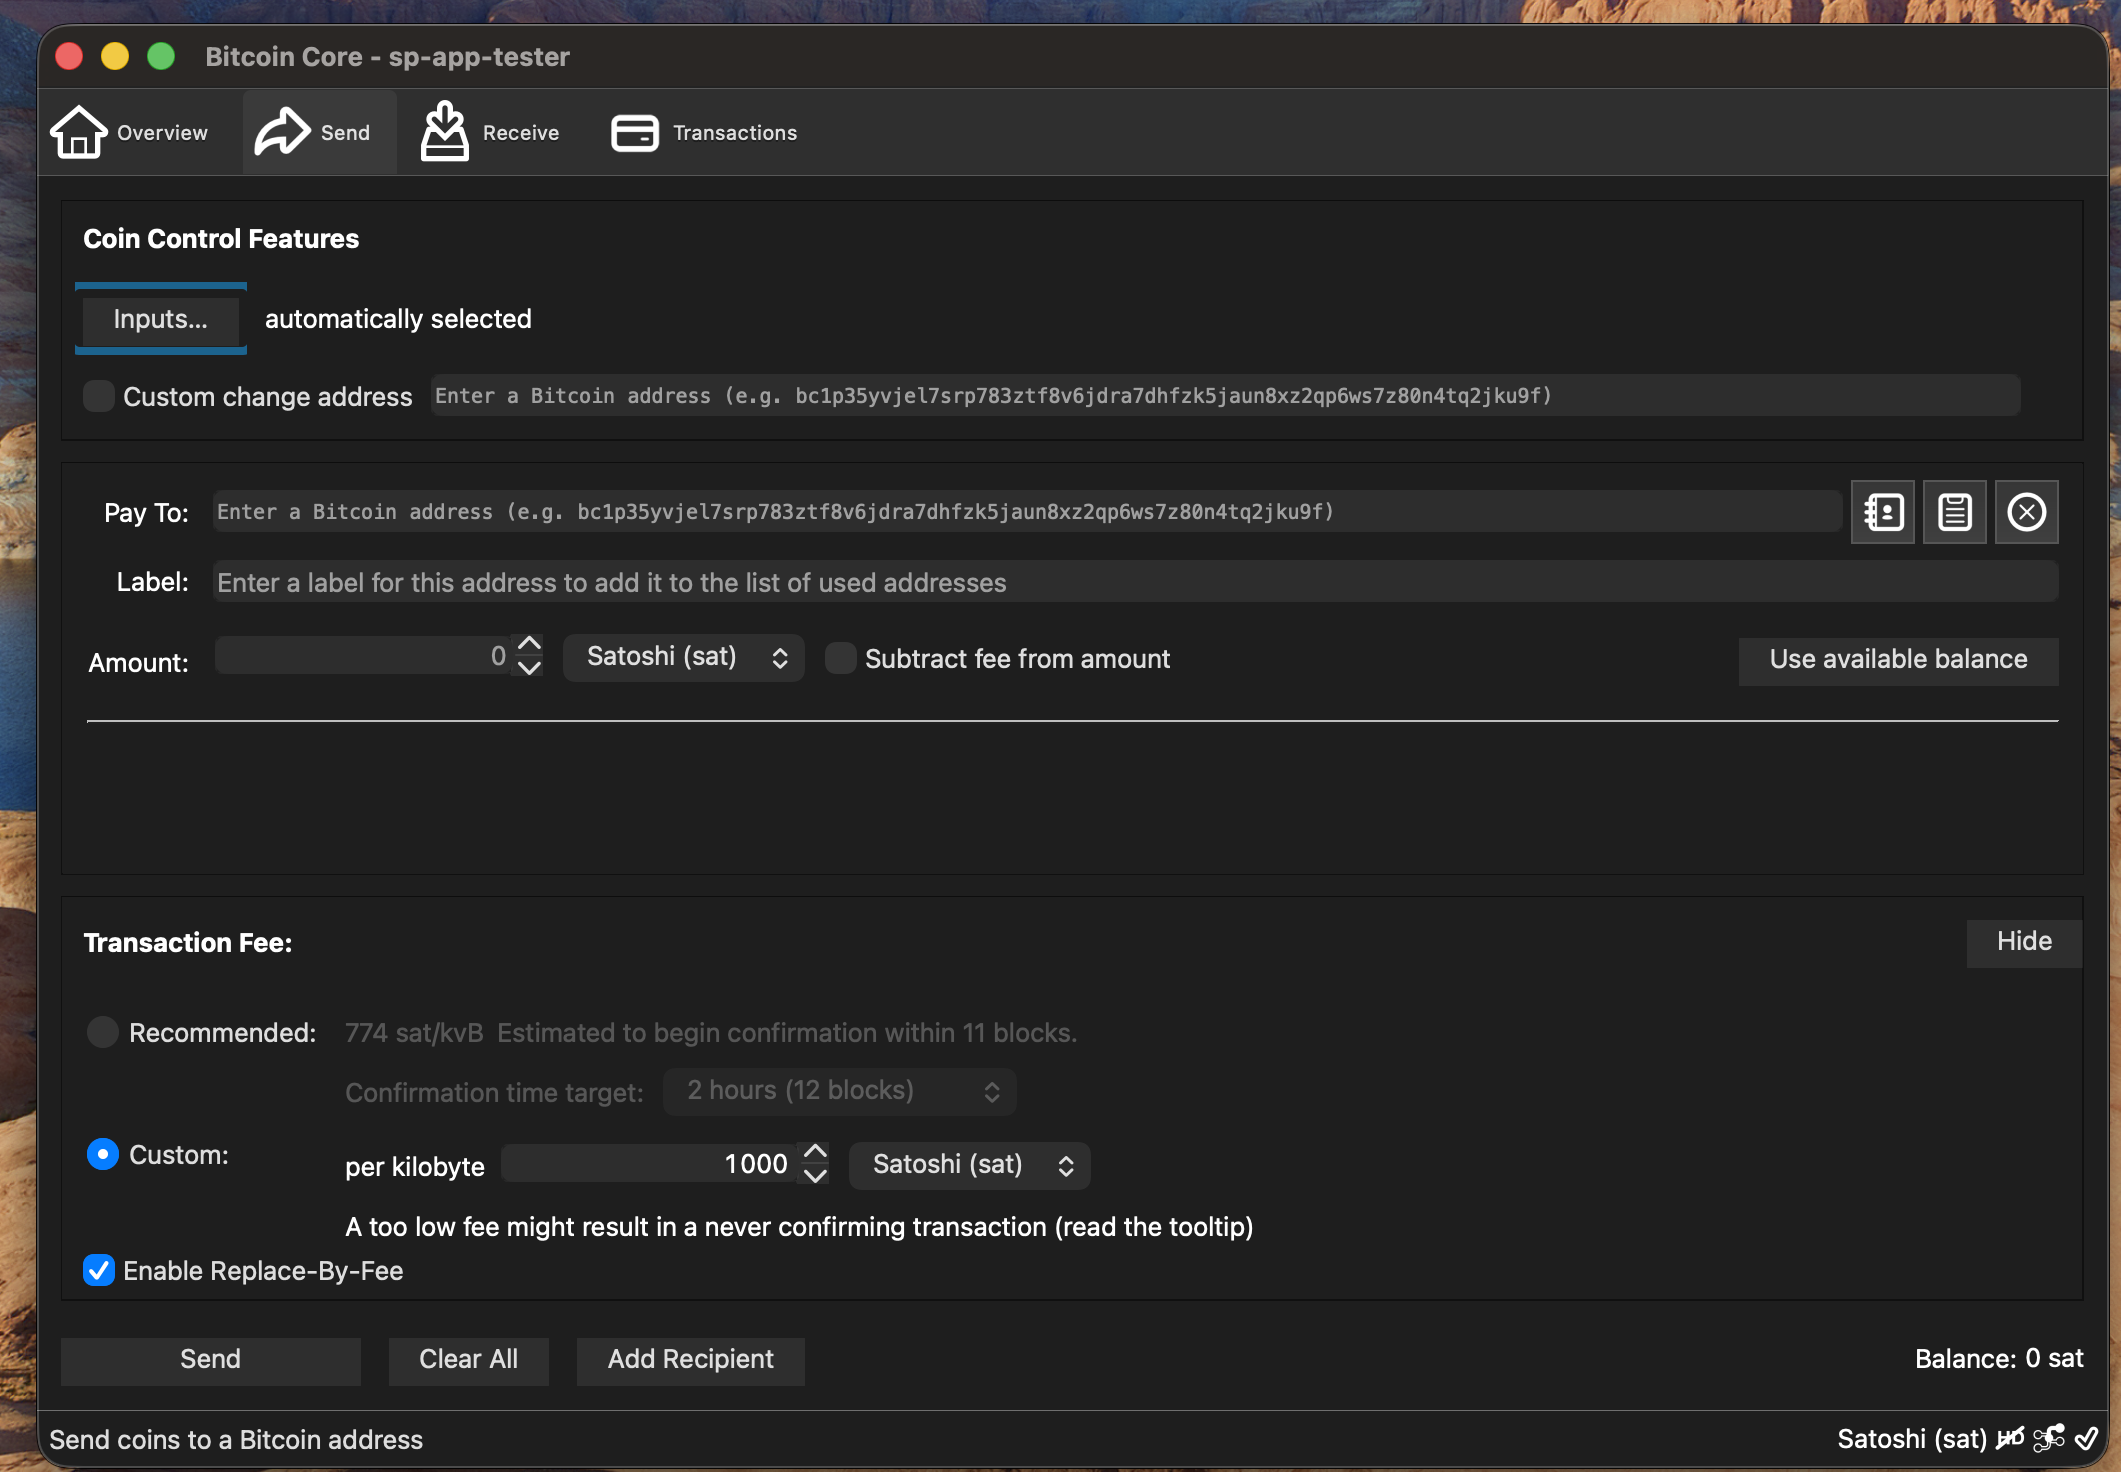 Bitcoin Core - sp-app-tester
Overview Send Receive Transactions
Coin Control Features
Inputs... automatically selected
Custom change address Enter a Bitcoin address (e.g. bc1p35yvjel7srp783ztf8v6jdra7dhfzk5jaun8xz2qp6ws7z80n4tq2jku9f)
Pay To: Enter a Bitcoin address (e.g. bc1p35yvjel7srp783ztf8v6jdra7dhfzk5jaun8xz2qp6ws7z80n4tq2jku9f)
Label: Enter a label for this address to add it to the list of used addresses
Amount: 0 Satoshi (sat) Subtract fee from amount Use available balance
Transaction Fee: Hide
Recommended: 774 sat/kvB Estimated to begin confirmation within 11 blocks.
Confirmation time target: 2 hours (12 blocks)
Custom: per kilobyte 1000 Satoshi (sat)
A too low fee might result in a never confirming transaction (read the tooltip)
Enable Replace-By-Fee
Send Clear All Add Recipient Balance: 0 sat
Send coins to a Bitcoin address Satoshi (sat) HD